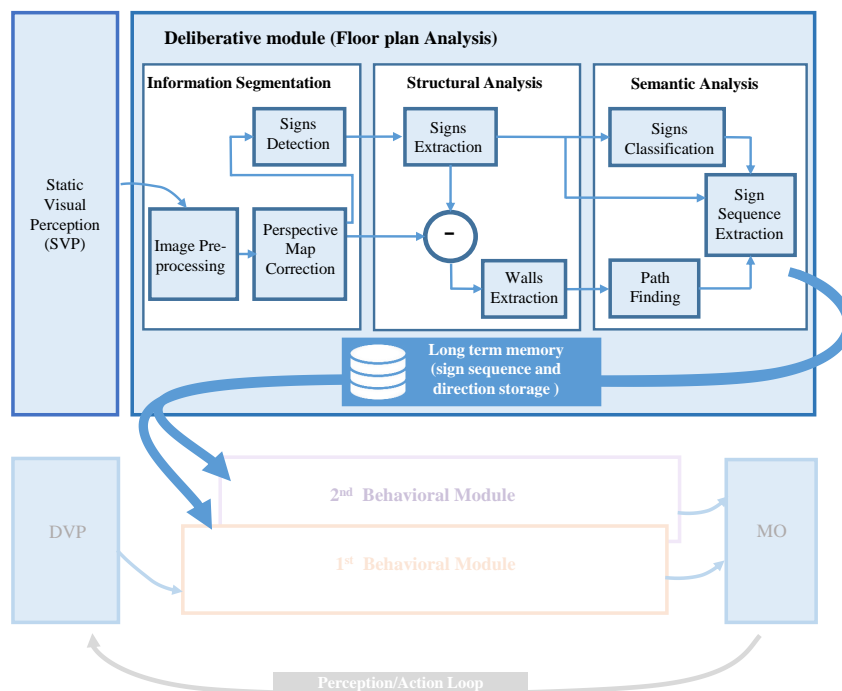 Deliberative module (Floor plan Analysis)
Information Segmentation
Structural Analysis
Semantic Analysis
Signs
Detection
Signs
Extraction
Signs
Classification
Static
Visual
Perception
(SVP)
Image Pre-
processing
Perspective
Map
Correction
-
Sign
Sequence
Extraction
Walls
Extraction
Path
Finding
Long term memory
(sign sequence and
direction storage )
2nd Behavioral Module
DVP
MO
1st Behavioral Module
Perception/Action Loop